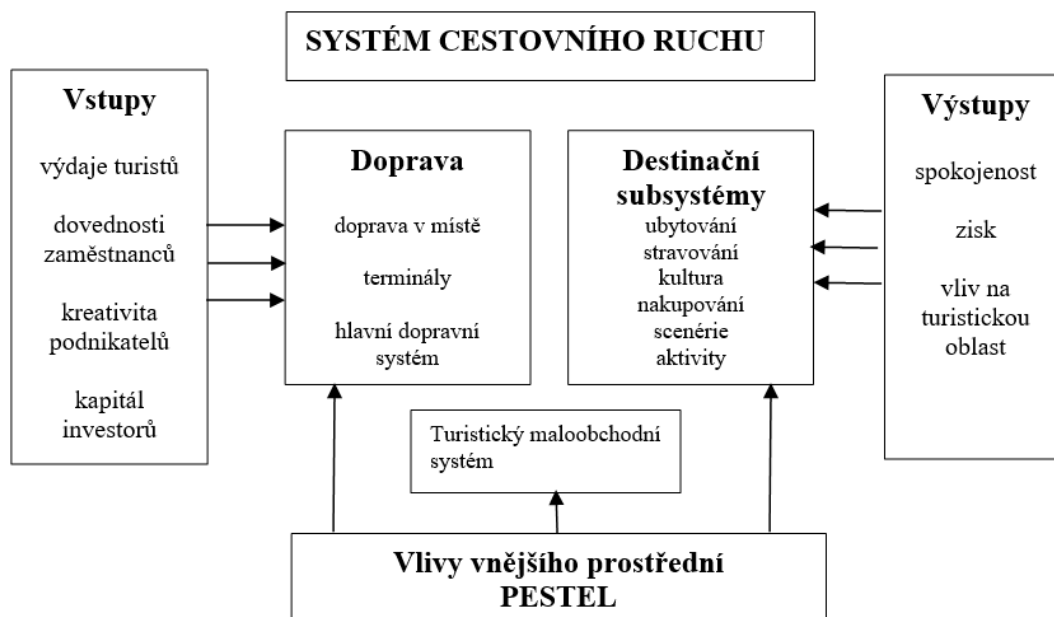 SYSTÉM CESTOVNÍHO RUCHU
Vstupy
výdaje turistů
dovednosti
zaměstnanců
kreativita
podnikatelů
kapitál
investorů
Doprava
doprava v místě
terminály
hlavní dopravní
systém
Destinační
subsystémy
ubytování
stravování
kultura
nakupování
scenérie
aktivity
Výstupy
spokojenost
zisk
vliv na
turistickou
oblast
Turistický maloobchodní
systém
Vlivy vnějšího prostřední
PESTEL